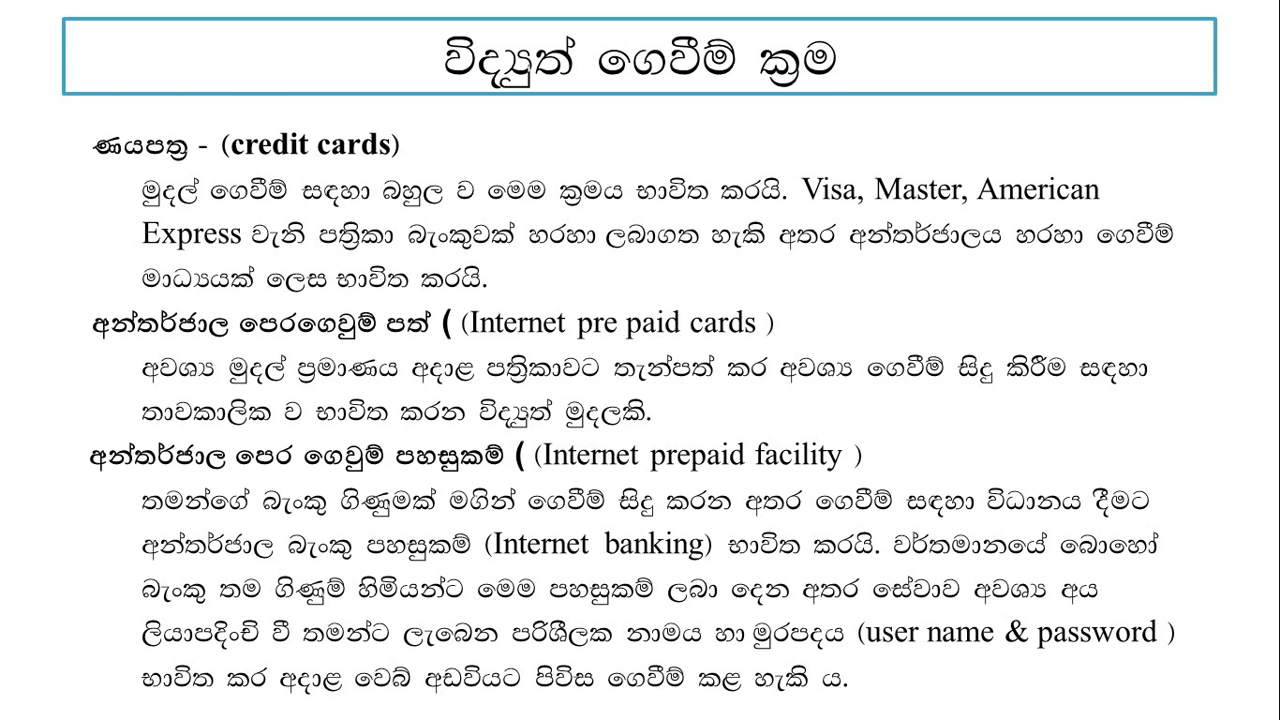 විද්‍යුත් ගෙවීම් ක්‍රම
ණයපත්‍ර - (credit cards)
මුදල් ගෙවීම් සඳහා බහුල ව මෙම ක්‍රමය භාවිත කරයි. Visa, Master, American
Express වැනි පත්‍රිකා බැංකුවක් හරහා ලබාගත හැකි අතර අන්තර්ජාලය හරහා ගෙවීම්
මාධ්‍යයක් ලෙස භාවිත කරයි.
අන්තර්ජාල පෙරගෙවුම් පත් ( (Internet pre paid cards )
අවශ්‍ය මුදල් ප්‍රමාණය අදාළ පත්‍රිකාවට තැන්පත් කර අවශ්‍ය ගෙවීම් සිදු කිරීම සඳහා
තාවකාලික ව භාවිත කරන විද්‍යුත් මුදලකි.
අන්තර්ජාල පෙර ගෙවුම් පහසුකම් ( (Internet prepaid facility )
තමන්ගේ බැංකු ගිණුමක් මගින් ගෙවීම් සිදු කරන අතර ගෙවීම් සඳහා විධානය දීමට
අන්තර්ජාල බැංකු පහසුකම් (Internet banking) භාවිත කරයි. වර්තමානයේ බොහෝ
බැංකු තම ගිණුම් හිමියන්ට මෙම පහසුකම් ලබා දෙන අතර සේවාව අවශ්‍ය අය
ලියාපදිංචි වී තමන්ට ලැබෙන පරිශීලක නාමය හා මුරපදය (user name & password )
භාවිත කර අදාළ වෙබ් අඩවියට පිවිස ගෙවීම් කළ හැකි ය.